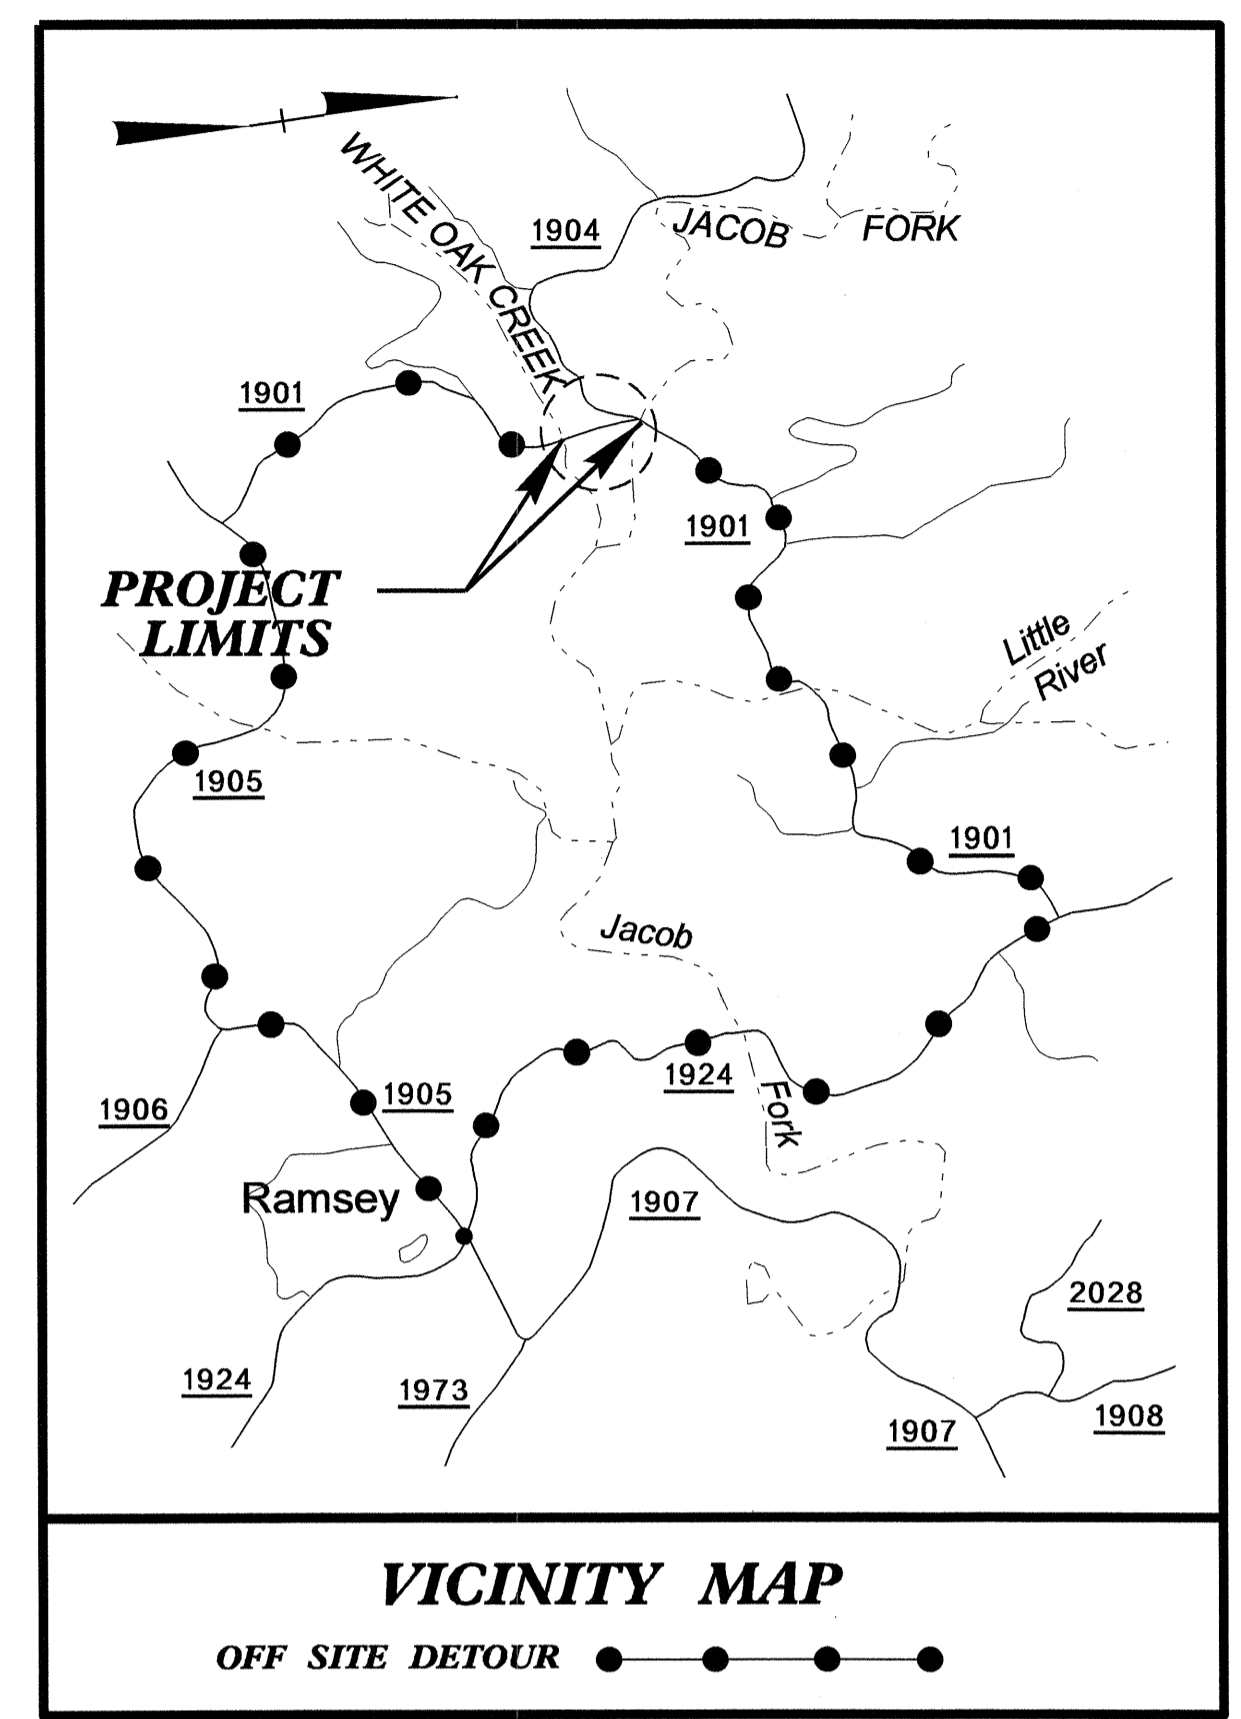 WHITE OAK CREEK
1904
JACOB FORK
1901
1901
PROJECT
LIMITS
Little
River
1905
1901
Jacob
1924
Fork
1905
1906
Ramsey
1907
2028
1924
1973
1908
1907
VICINITY MAP
OFF SITE DETOUR